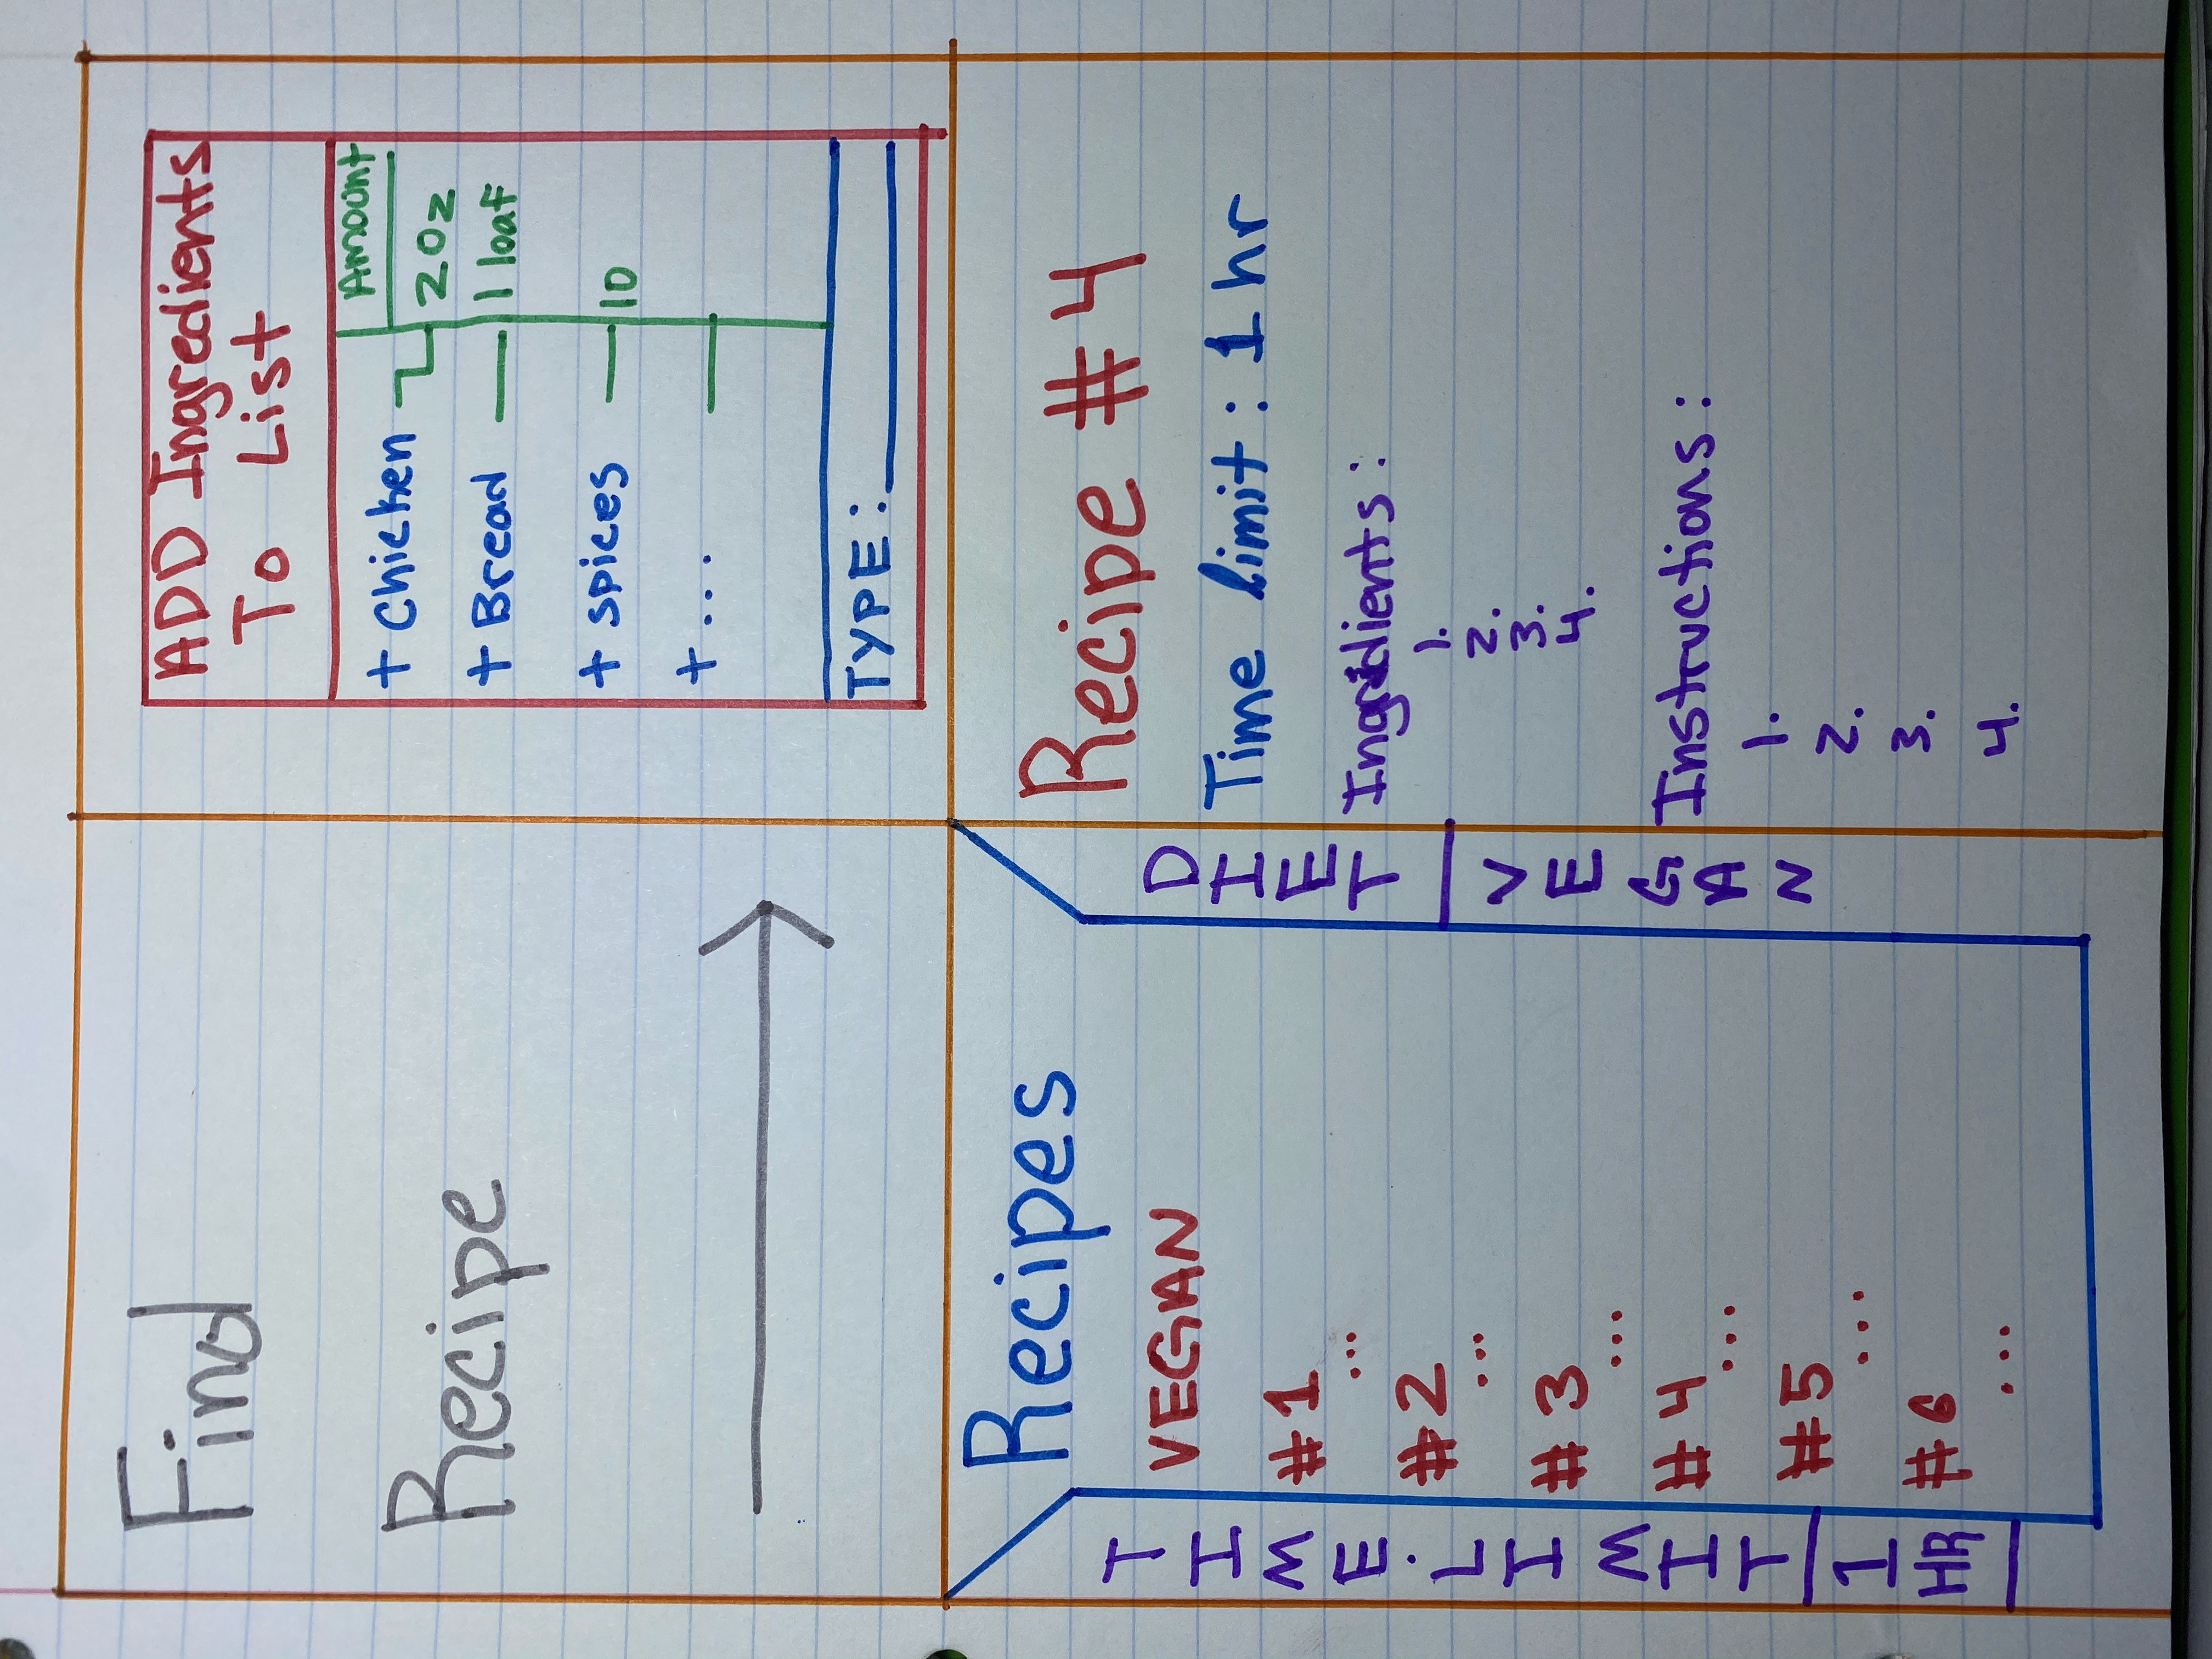 Find
Recipe
ADD Ingredients
To List
Amount
+ Chicken
2 oz
+ Bread
1 loaf
+ spices
10
+ ...
TYPE:
Recipes
TIME.LIMIT
1
HR
VEGAN
#1
...
#2
...
#3
...
#4
...
#5
...
#6
...
DIET
VEGAN
Recipe #4
Time limit: 1 hr
Ingridients:
1.
2.
3.
4.
Instructions:
1.
2.
3.
4.